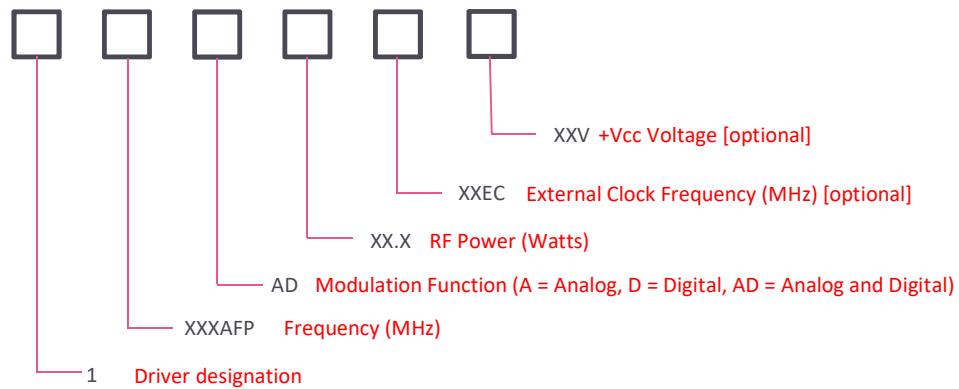 XXV +Vcc Voltage [optional]
XXEC External Clock Frequency (MHz) [optional]
XX.X RF Power (Watts)
AD Modulation Function (A = Analog, D = Digital, AD = Analog and Digital)
XXXAFP Frequency (MHz)
1 Driver designation